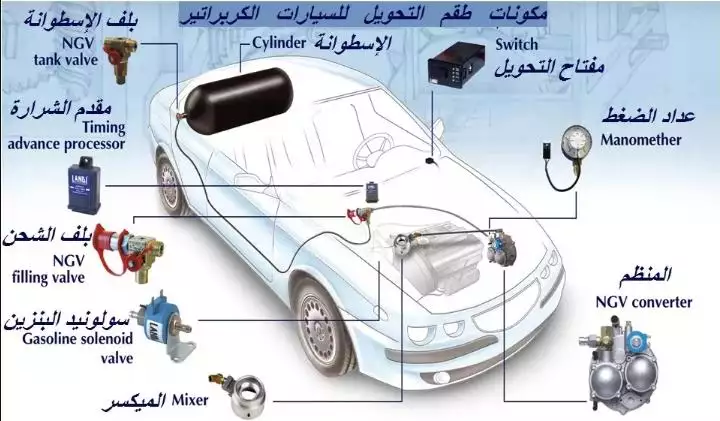 مكونات طقم التحويل للسيارات الكربراتير
بلف الإسطوانة
NGV
tank valve
الإسطوانة Cylinder
Switch
مفتاح التحويل
عداد الضغط
Manomether
مقدم الشرارة
Timing
advance processor
LANDI
بلف الشحن
NGV
filling valve
المنظم
NGV converter
سولونيد البنزين
Gasoline solenoid
valve
الميكسر Mixer